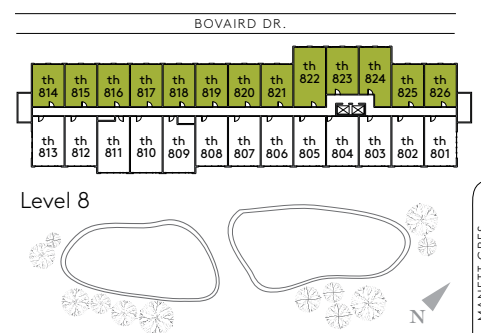 BOVAIRD DR.
th 814
th 815
th 816
th 817
th 818
th 819
th 820
th 821
th 822
th 823
th 824
th 825
th 826
th 813
th 812
th 811
th 810
th 809
th 808
th 807
th 806
th 805
th 804
th 803
th 802
th 801
Level 8
N